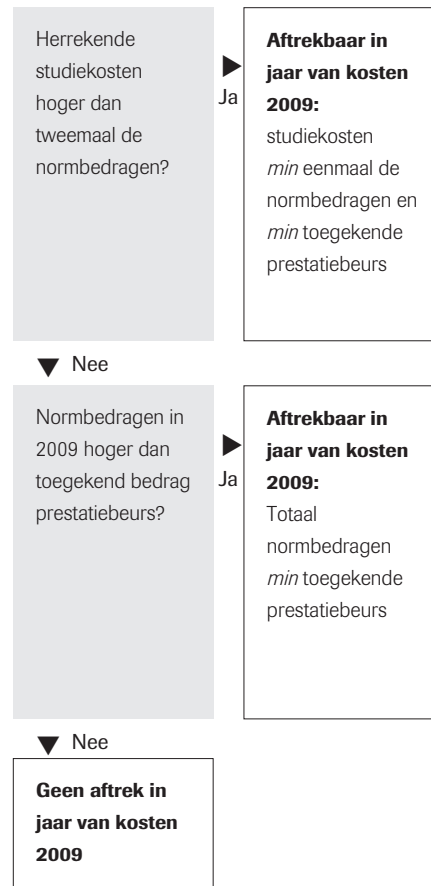 Herrekende
studiekosten
hoger dan
tweemaal de
normbedragen?
Ja
Aftrekbaar in
jaar van kosten
2009:
studiekosten
min eenmaal de
normbedragen en
min toegekende
prestatiebeurs
Nee
Normbedragen in
2009 hoger dan
toegekend bedrag
prestatiebeurs?
Ja
Aftrekbaar in
jaar van kosten
2009:
Totaal
normbedragen
min toegekende
prestatiebeurs
Nee
Geen aftrek in
jaar van kosten
2009